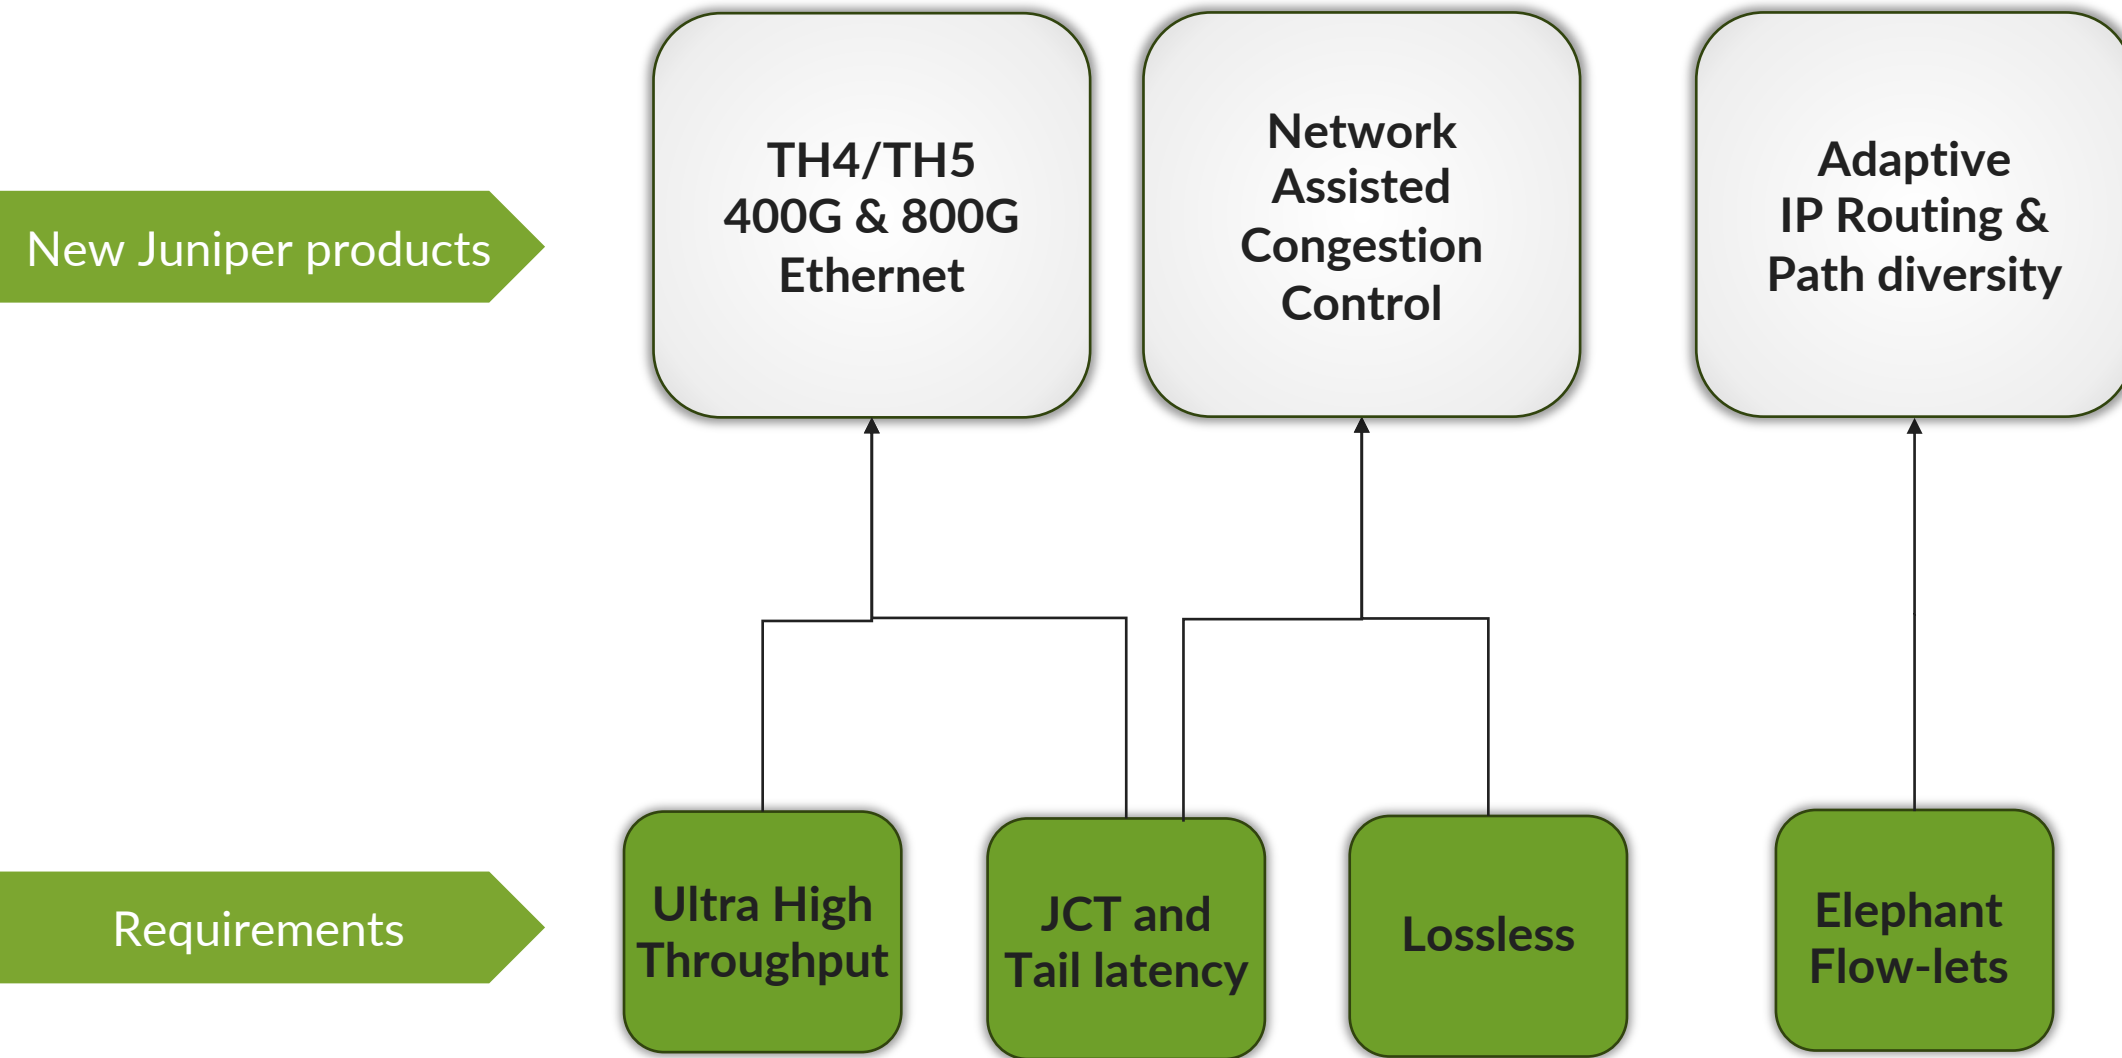 New Juniper products
TH4/TH5
400G & 800G
Ethernet
Network
Assisted
Congestion
Control
Adaptive
IP Routing &
Path diversity
Requirements
Ultra High
Throughput
JCT and
Tail latency
Lossless
Elephant
Flow-lets